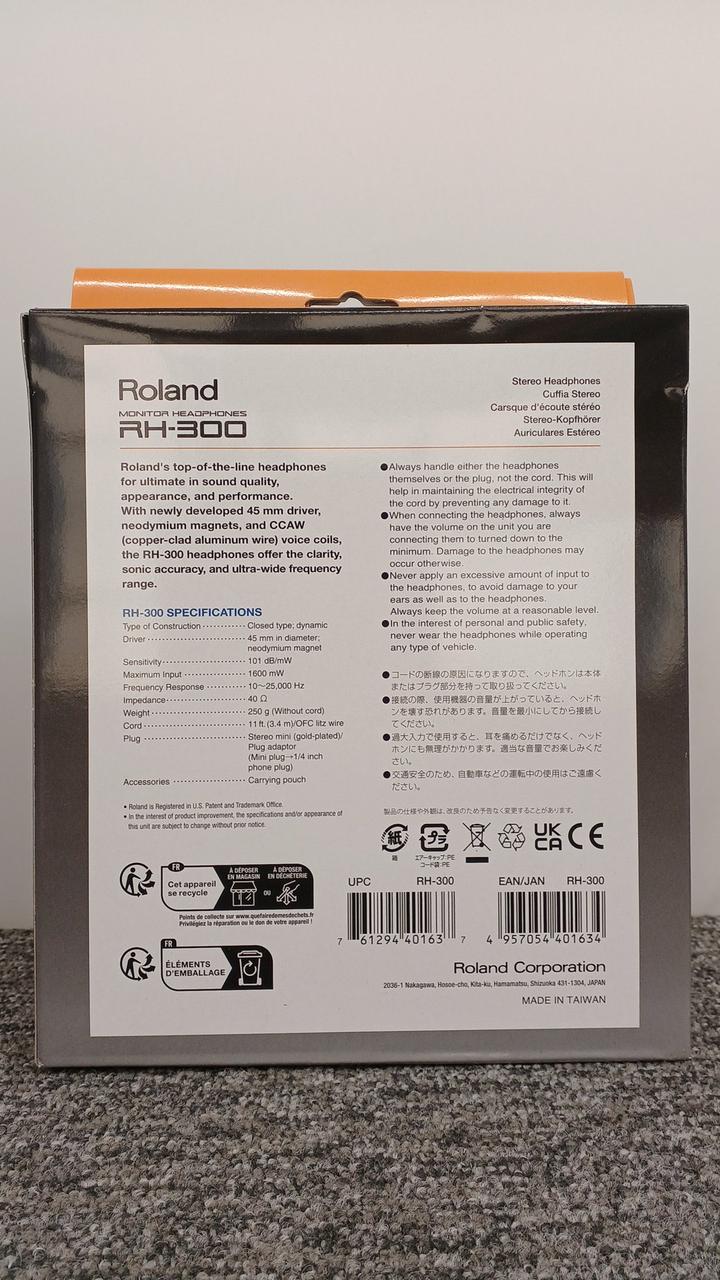 Roland
MONITOR HEADPHONES
RH-300
Stereo Headphones
Cuffia Stereo
Carsque d'écoute stéréo
Stereo-Kopfhörer
Auriculares Estéreo
Roland's top-of-the-line headphones
for ultimate in sound quality,
appearance, and performance.
With newly developed 45 mm driver,
neodymium magnets, and CCAW
(copper-clad aluminum wire) voice coils,
the RH-300 headphones offer the clarity,
sonic accuracy, and ultra-wide frequency
range.
RH-300 SPECIFICATIONS
Type of Construction ··········· Closed type; dynamic
Driver ························ 45 mm in diameter;
neodymium magnet
Sensitivity····················· 101 dB/mW
Maximum Input ··············· 1600 mW
Frequency Response ········ 10～25,000 Hz
Impedance····················· 40 Ω
Weight ························ 250 g (Without cord)
Cord ·························· 11 ft. (3.4 m)/OFC litz wire
Plug ·························· Stereo mini (gold-plated)/
Plug adaptor
(Mini plug→1/4 inch
phone plug)
Accessories ·················· Carrying pouch
• Roland is Registered in U.S. Patent and Trademark Office.
• In the interest of product improvement, the specifications and/or appearance of
this unit are subject to change without prior notice.
●Always handle either the headphones
themselves or the plug, not the cord. This will
help in maintaining the electrical integrity of
the cord by preventing any damage to it.
●When connecting the headphones, always
have the volume on the unit you are
connecting them to turned down to the
minimum. Damage to the headphones may
occur otherwise.
●Never apply an excessive amount of input to
the headphones, to avoid damage to your
ears as well as to the headphones.
Always keep the volume at a reasonable level.
●In the interest of personal and public safety,
never wear the headphones while operating
any type of vehicle.
●コードの断線の原因になりますので、ヘッドホンは本体
またはプラグ部分を持って取り扱ってください。
●接続の際、使用機器の音量が上がっていると、ヘッドホ
ンを壊す恐れがあります。音量を最小にしてから接続し
てください。
●過大入力で使用すると、耳を痛めるだけでなく、ヘッド
ホンにも無理がかかります。適当な音量でお楽しみくだ
さい。
●交通安全のため、自動車などの運転中の使用はご遠慮く
ださい。
製品の仕様や外観は、改良のため予告なく変更することがあります。
紙
箱
プラ
エアーキャップ:PE
コード袋:PE
UK
CA
CE
FR
Cet appareil
se recycle
À DÉPOSER
EN MAGASIN
OU
À DÉPOSER
EN DÉCHÈTERIE
Points de collecte sur www.quefairedemesdechets.fr
Privilégiez la réparation ou le don de votre appareil !
FR
ÉLÉMENTS
D'EMBALLAGE
UPC RH-300
7 61294 40163 7
EAN/JAN RH-300
4 957054 401634
Roland Corporation
2036-1 Nakagawa, Hosoe-cho, Kita-ku, Hamamatsu, Shizuoka 431-1304, JAPAN
MADE IN TAIWAN